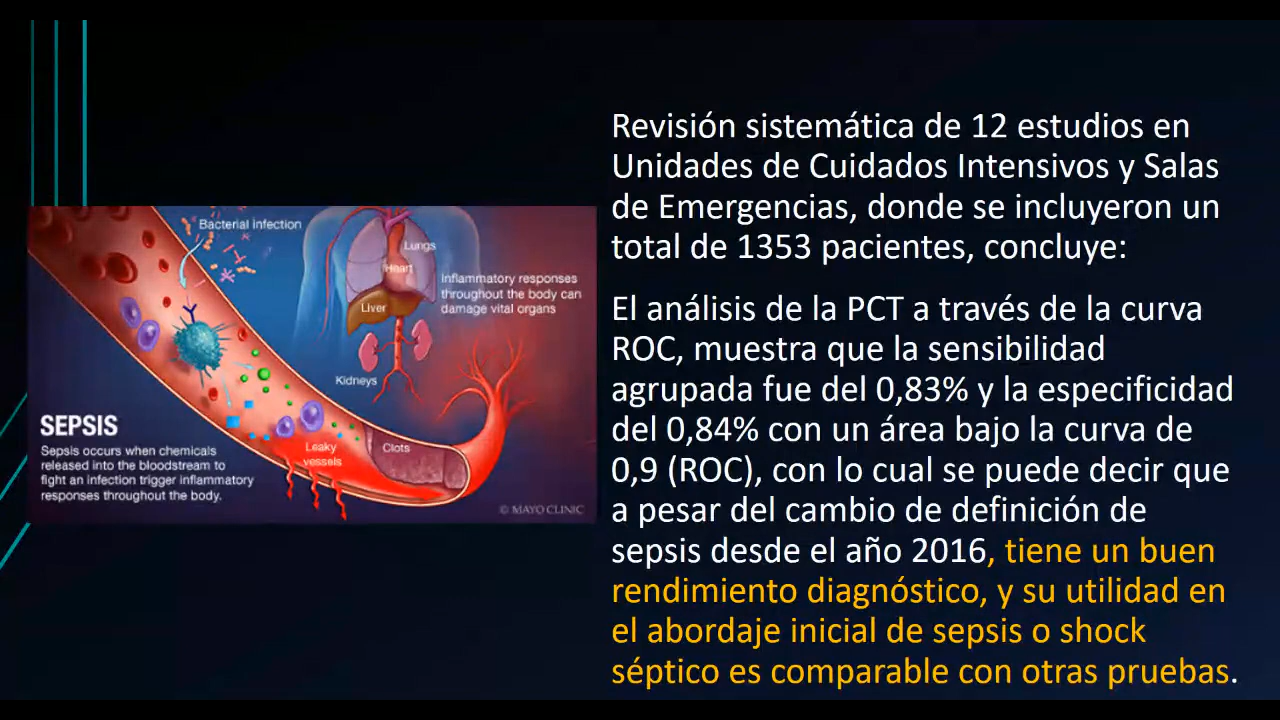 Bacterial infection
Lungs
Heart
Liver
Kidneys
Inflammatory responses
throughout the body can
damage vital organs
SEPSIS
Sepsis occurs when chemicals
released into the bloodstream to
fight an infection trigger inflammatory
responses throughout the body.
Leaky
vessels
Clots
© MAYO CLINIC
Revisión sistemática de 12 estudios en
Unidades de Cuidados Intensivos y Salas
de Emergencias, donde se incluyeron un
total de 1353 pacientes, concluye:
El análisis de la PCT a través de la curva
ROC, muestra que la sensibilidad
agrupada fue del 0,83% y la especificidad
del 0,84% con un área bajo la curva de
0,9 (ROC), con lo cual se puede decir que
a pesar del cambio de definición de
sepsis desde el año 2016, tiene un buen
rendimiento diagnóstico, y su utilidad en
el abordaje inicial de sepsis o shock
séptico es comparable con otras pruebas.